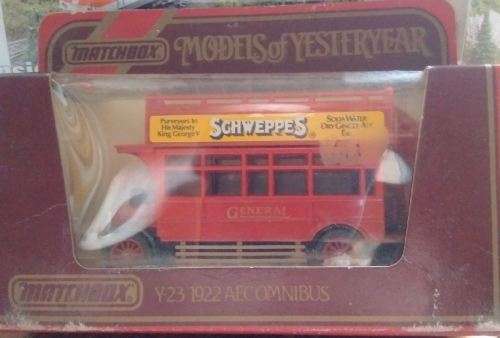 MATCHBOX
MODELS of YESTERYEAR
Purveyors to
His Majesty
King George V
SCHWEPPES
SODA WATER
DRY GINGER ALE
GENERAL
MATCHBOX
Y-23 1922 AEC OMNIBUS